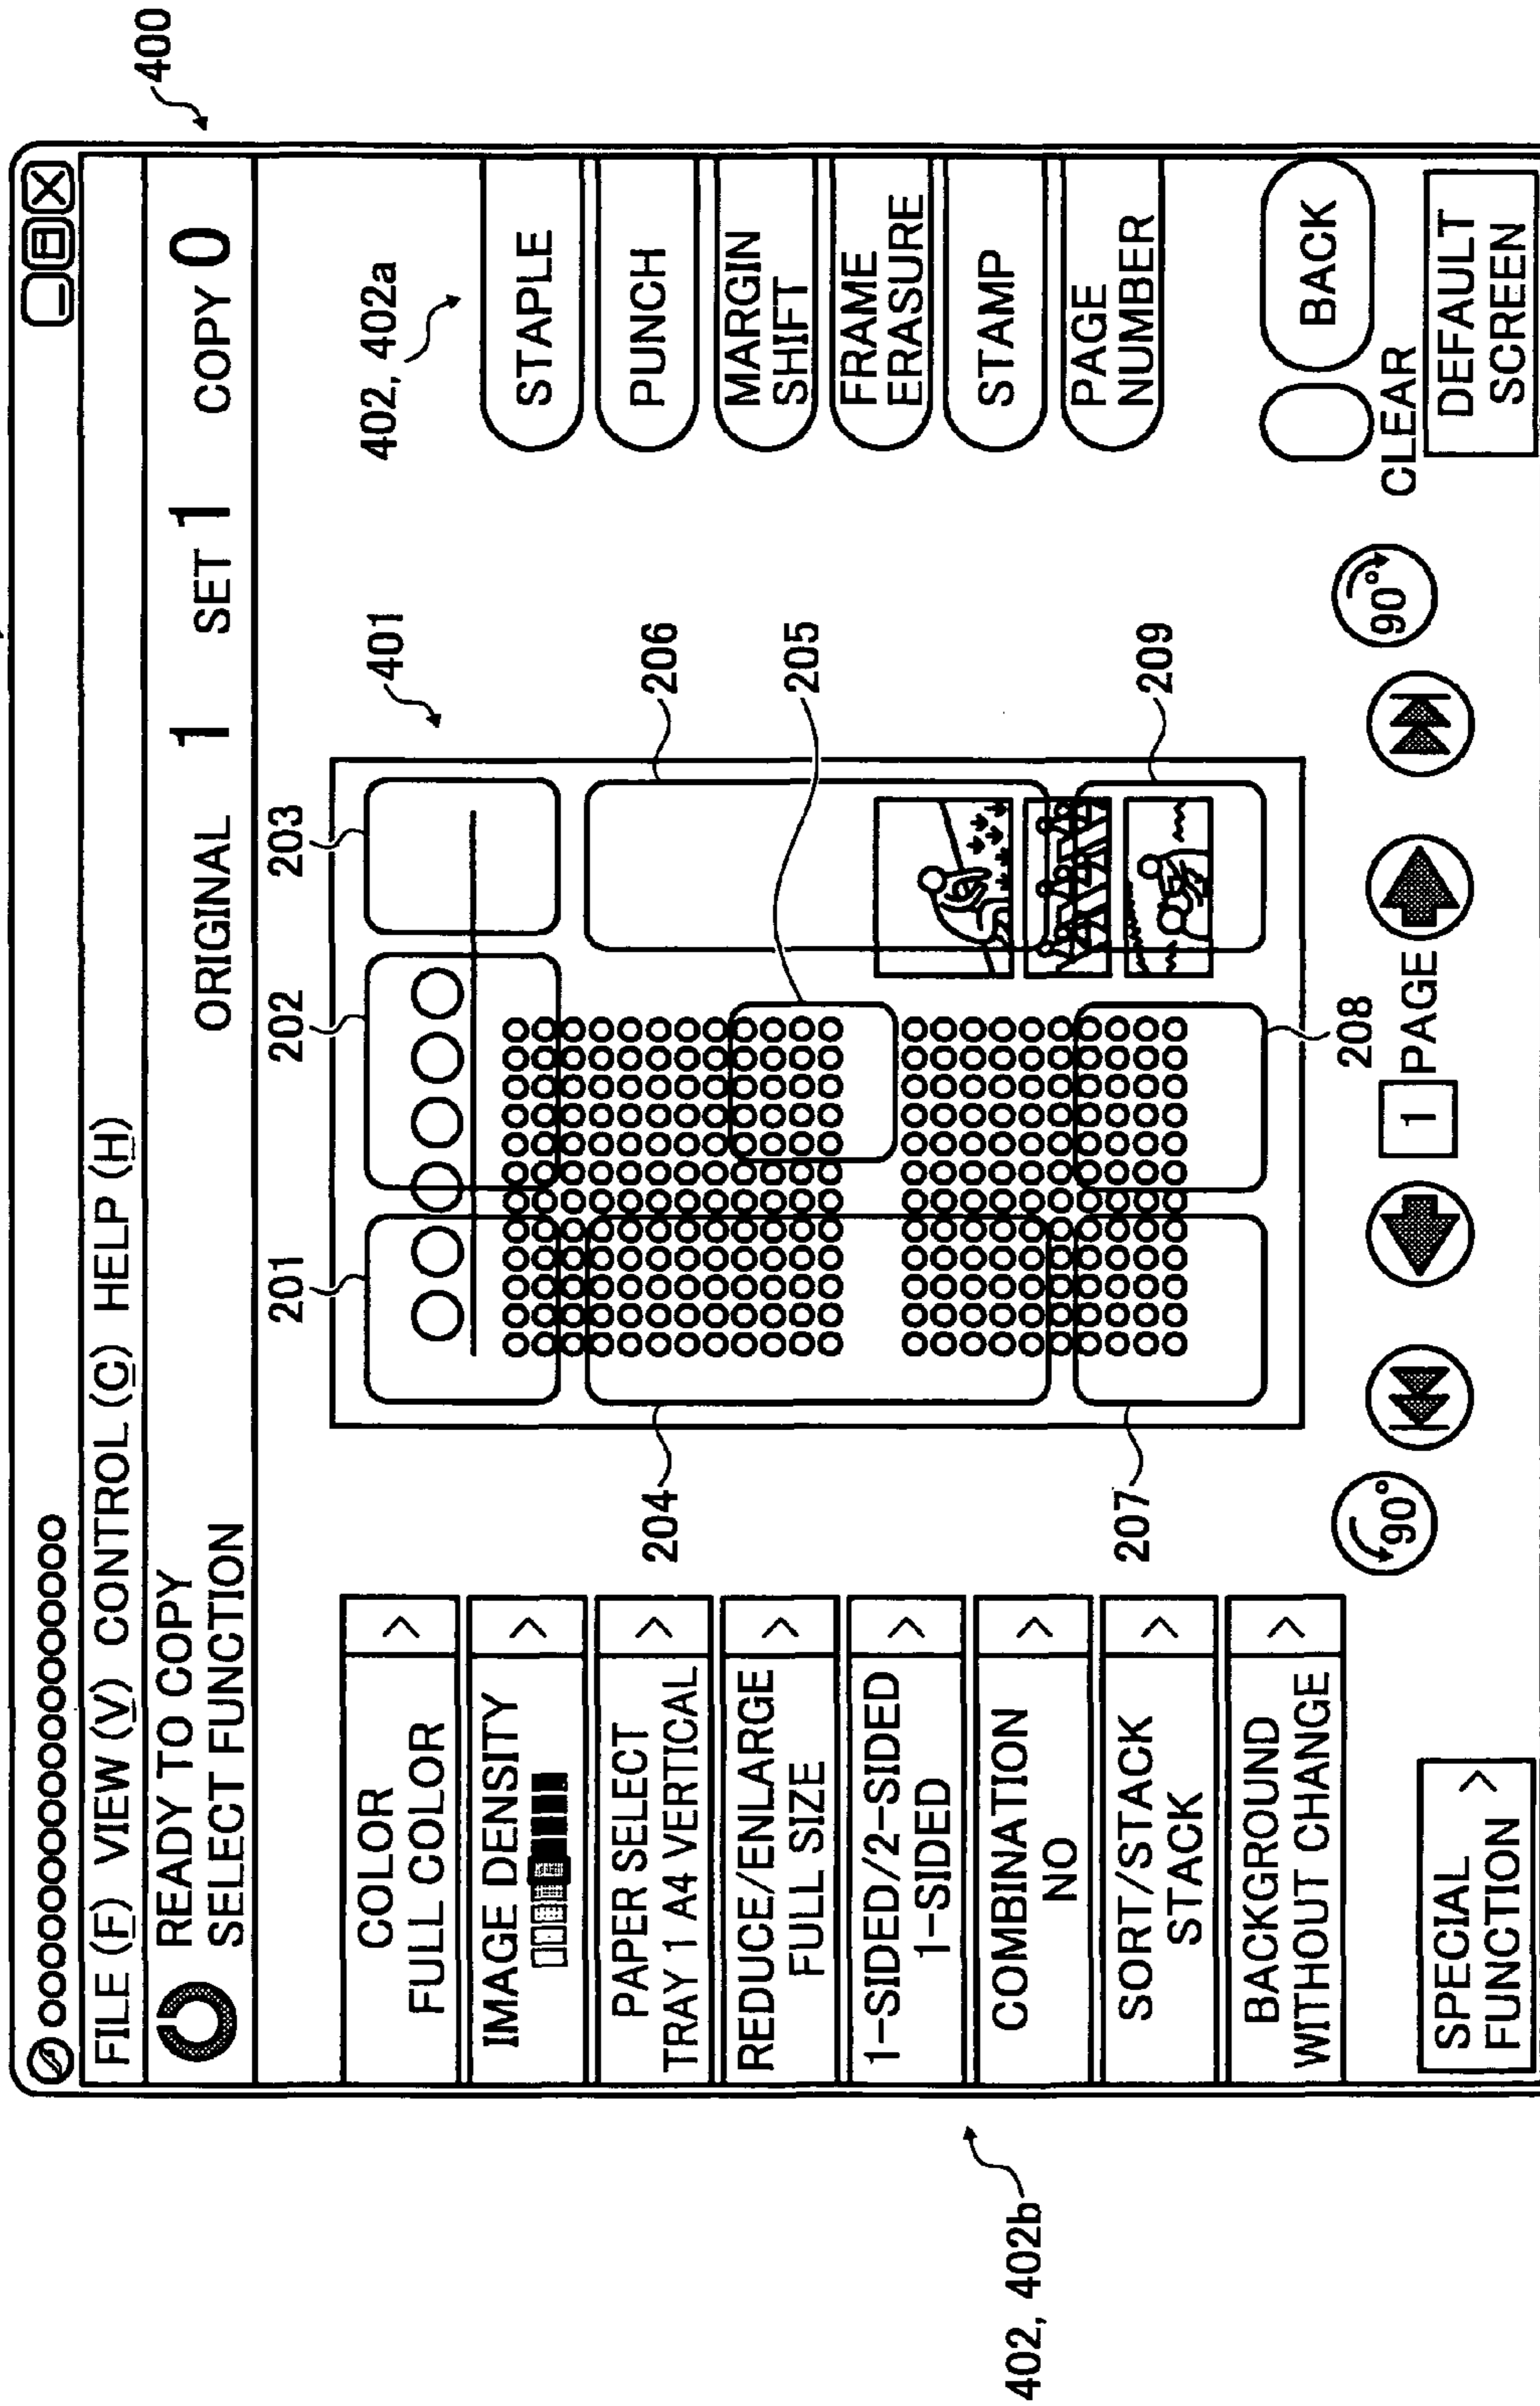 400
○○○○○○○○○○○○○○○○○○
FILE (F) VIEW (V) CONTROL (C) HELP (H)
READY TO COPY
SELECT FUNCTION
ORIGINAL 1 SET 1 COPY 0
402, 402b
COLOR >
FULL COLOR
IMAGE DENSITY >
PAPER SELECT >
TRAY 1 A4 VERTICAL
REDUCE/ENLARGE >
FULL SIZE
1-SIDED/2-SIDED >
1-SIDED
COMBINATION >
NO
SORT/STACK >
STACK
BACKGROUND >
WITHOUT CHANGE
SPECIAL >
FUNCTION
201
202
203
401
204
206
205
207
208
209
90°
1 PAGE
90°
402, 402a
STAPLE
PUNCH
MARGIN
SHIFT
FRAME
ERASURE
STAMP
PAGE
NUMBER
BACK
CLEAR
DEFAULT
SCREEN